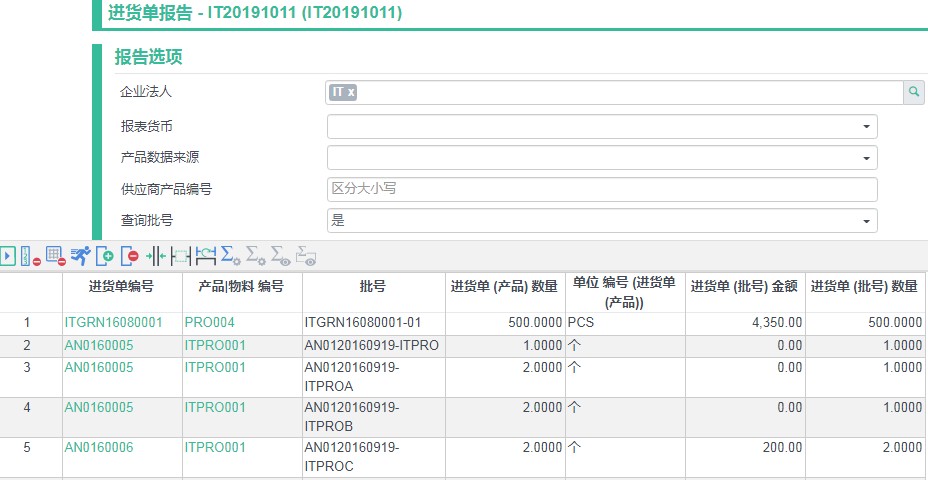 进货单报告 - IT20191011 (IT20191011)
报告选项
企业法人 IT x
报表货币
产品数据来源
供应商产品编号 区分大小写
查询批号 是
进货单编号 产品|物料 编号 批号 进货单 (产品) 数量 单位 编号 (进货单 (产品)) 进货单 (批号) 金额 进货单 (批号) 数量
1 ITGRN16080001 PRO004 ITGRN16080001-01 500.0000 PCS 4,350.00 500.0000
2 AN0160005 ITPRO001 AN0120160919-ITPRO 1.0000 个 0.00 1.0000
3 AN0160005 ITPRO001 AN0120160919- 2.0000 个 0.00 1.0000
ITPROA
4 AN0160005 ITPRO001 AN0120160919- 2.0000 个 0.00 1.0000
ITPROB
5 AN0160006 ITPRO001 AN0120160919- 2.0000 个 200.00 2.0000
ITPROC